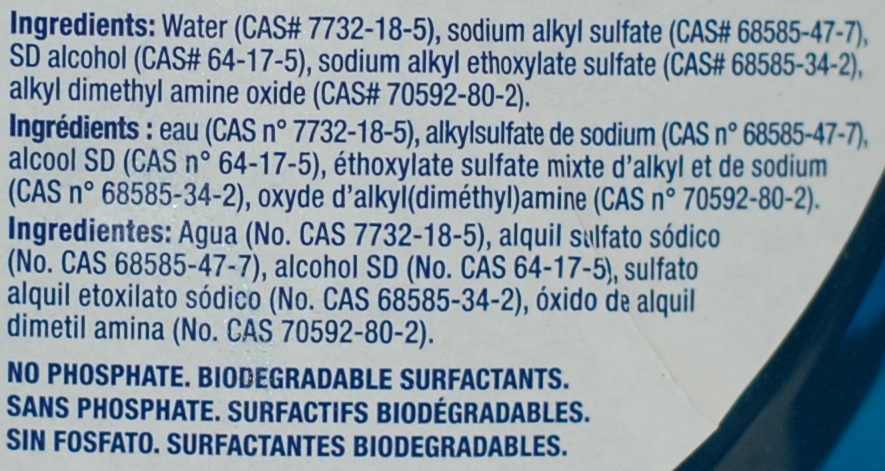 Ingredients: Water (CAS# 7732-18-5), sodium alkyl sulfate (CAS# 68585-47-7),
SD alcohol (CAS# 64-17-5), sodium alkyl ethoxylate sulfate (CAS# 68585-34-2),
alkyl dimethyl amine oxide (CAS# 70592-80-2).
Ingrédients : eau (CAS n° 7732-18-5), alkylsulfate de sodium (CAS n° 68585-47-7),
alcool SD (CAS n° 64-17-5), éthoxylate sulfate mixte d'alkyl et de sodium
(CAS n° 68585-34-2), oxyde d'alkyl(diméthyl)amine (CAS n° 70592-80-2).
Ingredientes: Agua (No. CAS 7732-18-5), alquil sulfato sódico
(No. CAS 68585-47-7), alcohol SD (No. CAS 64-17-5), sulfato
alquil etoxilato sódico (No. CAS 68585-34-2), óxido de alquil
dimetil amina (No. CAS 70592-80-2).
NO PHOSPHATE. BIODEGRADABLE SURFACTANTS.
SANS PHOSPHATE. SURFACTIFS BIODÉGRADABLES.
SIN FOSFATO. SURFACTANTES BIODEGRADABLES.